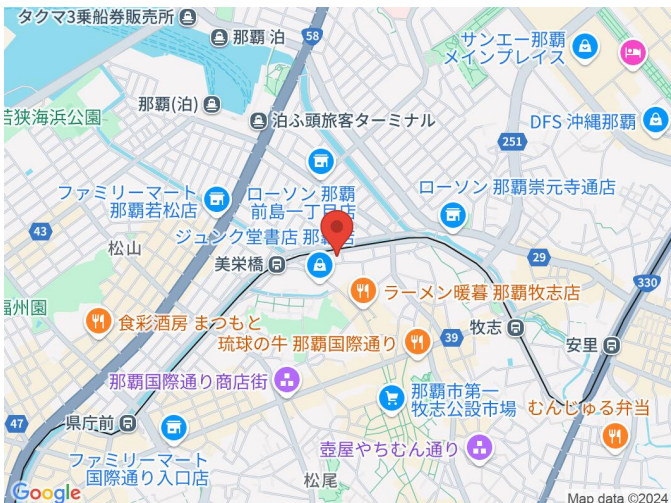 タクマ3乗船券販売所
那覇 泊
58
サンエー那覇
メインプレイス
那覇(泊)
若狭海浜公園
泊ふ頭旅客ターミナル
DFS 沖縄那覇
251
ファミリーマート
那覇若松店
ローソン 那覇
前島一丁目店
ローソン 那覇崇元寺通店
43
松山
ジュンク堂書店 那覇店
美栄橋
29
330
福州園
ラーメン暖暮 那覇牧志店
食彩酒房 まつもと
琉球の牛 那覇国際通り
39
牧志
安里
那覇国際通り商店街
那覇市第一
牧志公設市場
むんじゅる弁当
47
県庁前
ファミリーマート
国際通り入口店
壺屋やちむん通り
松尾
Google
Map data ©2024